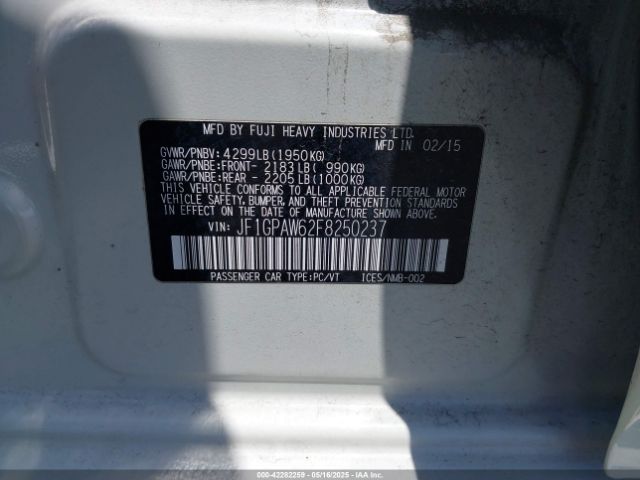 MFD BY FUJI HEAVY INDUSTRIES LTD.
MFD IN 02/15
GVWR/PNBV: 4299LB(1950KG)
GAWR/PNBE:FRONT- 2183LB( 990KG)
GAWR/PNBE:REAR - 2205LB(1000KG)
THIS VEHICLE CONFORMS TO ALL APPLICABLE FEDERAL MOTOR
VEHICLE SAFETY, BUMPER, AND THEFT PREVENTION STANDARDS
IN EFFECT ON THE DATE OF MANUFACTURE SHOWN ABOVE.
VIN: JF1GPAW62F8250237
PASSENGER CAR TYPE:PC/VT ICES/NMB-002
000-42282259 - 05/16/2025 - IAAI.COM